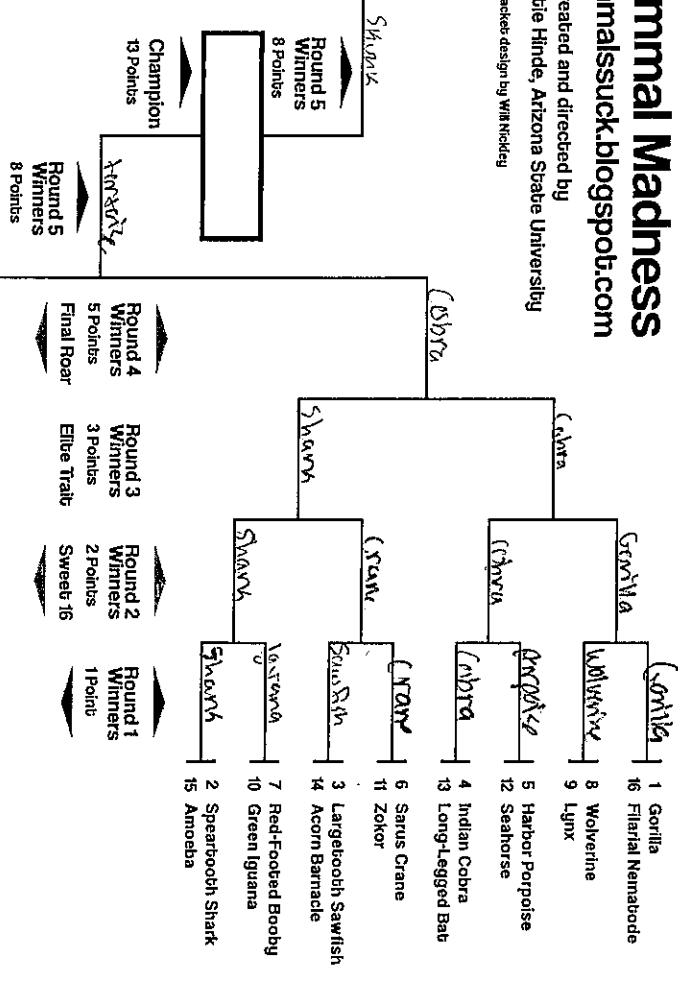 mmal Madness
malssuck.blogspot.com
reated and directed by
tie Hinde, Arizona State University
acket design by Will Nickley
Skunk
Round 5
Winners
8 Points
Champion
13 Points
Round 5
Winners
8 Points
Cobra
Cobra
Shark
Gorilla
Cobra
Crane
Shark
Gorilla
Wolverine
Porpoise
Cobra
Crane
Sawfish
Shark
1 Gorilla
16 Filarial Nematode
8 Wolverine
9 Lynx
5 Harbor Porpoise
12 Seahorse
4 Indian Cobra
13 Long-Legged Bat
6 Sarus Crane
11 Zokor
3 Largetooth Sawfish
14 Acorn Barnacle
7 Red-Footed Booby
10 Green Iguana
2 Speartooth Shark
15 Amoeba
Round 4
Winners
5 Points
Final Roar
Round 3
Winners
3 Points
Elite Trait
Round 2
Winners
2 Points
Sweet 16
Round 1
Winners
1 Point